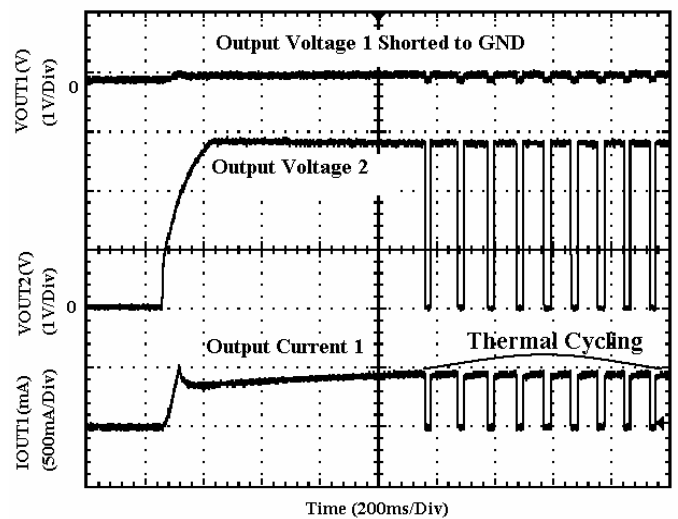 Output Voltage 1 Shorted to GND
VOUT1(V)
(1V/Div)
0
Output Voltage 2
VOUT2(V)
(1V/Div)
0
Output Current 1
Thermal Cycling
IOUT1(mA)
(500mA/Div)
Time (200ms/Div)